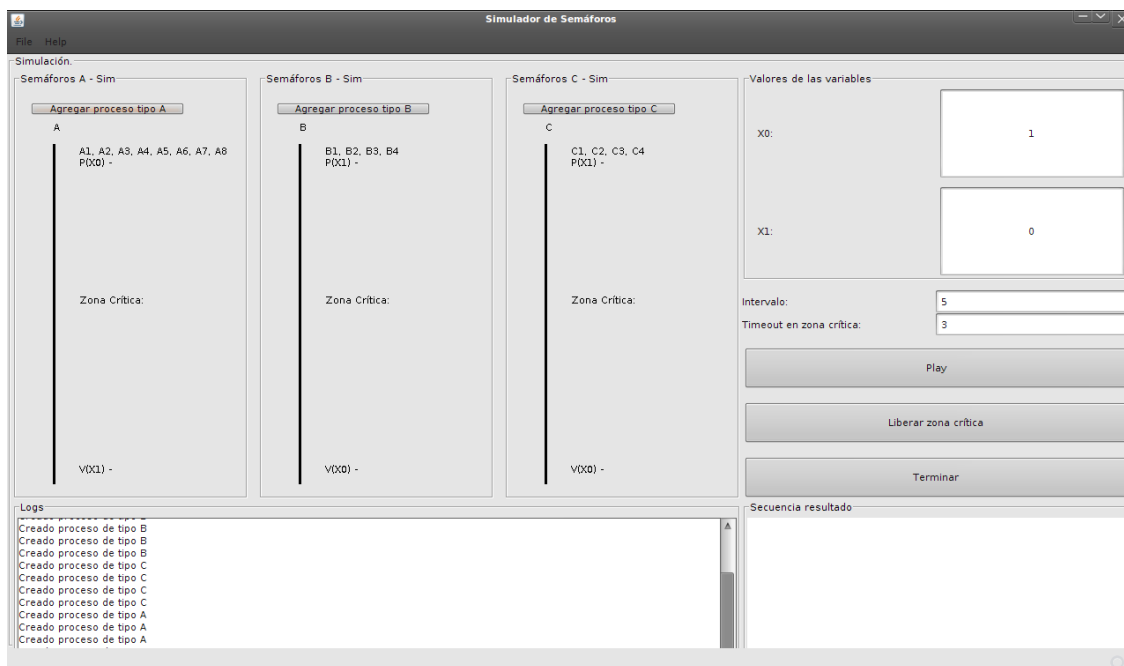 Simulador de Semáforos
File Help
Simulación.
Semáforos A - Sim
Agregar proceso tipo A
A
A1, A2, A3, A4, A5, A6, A7, A8
P(X0) -
Zona Crítica:
V(X1) -
Semáforos B - Sim
Agregar proceso tipo B
B
B1, B2, B3, B4
P(X1) -
Zona Crítica:
V(X0) -
Semáforos C - Sim
Agregar proceso tipo C
C
C1, C2, C3, C4
P(X1) -
Zona Crítica:
V(X0) -
Valores de las variables
X0:
1
X1:
0
Intervalo:
5
Timeout en zona crítica:
3
Play
Liberar zona crítica
Terminar
Logs
Creado proceso de tipo B
Creado proceso de tipo B
Creado proceso de tipo B
Creado proceso de tipo C
Creado proceso de tipo C
Creado proceso de tipo C
Creado proceso de tipo C
Creado proceso de tipo A
Creado proceso de tipo A
Creado proceso de tipo A
Secuencia resultado